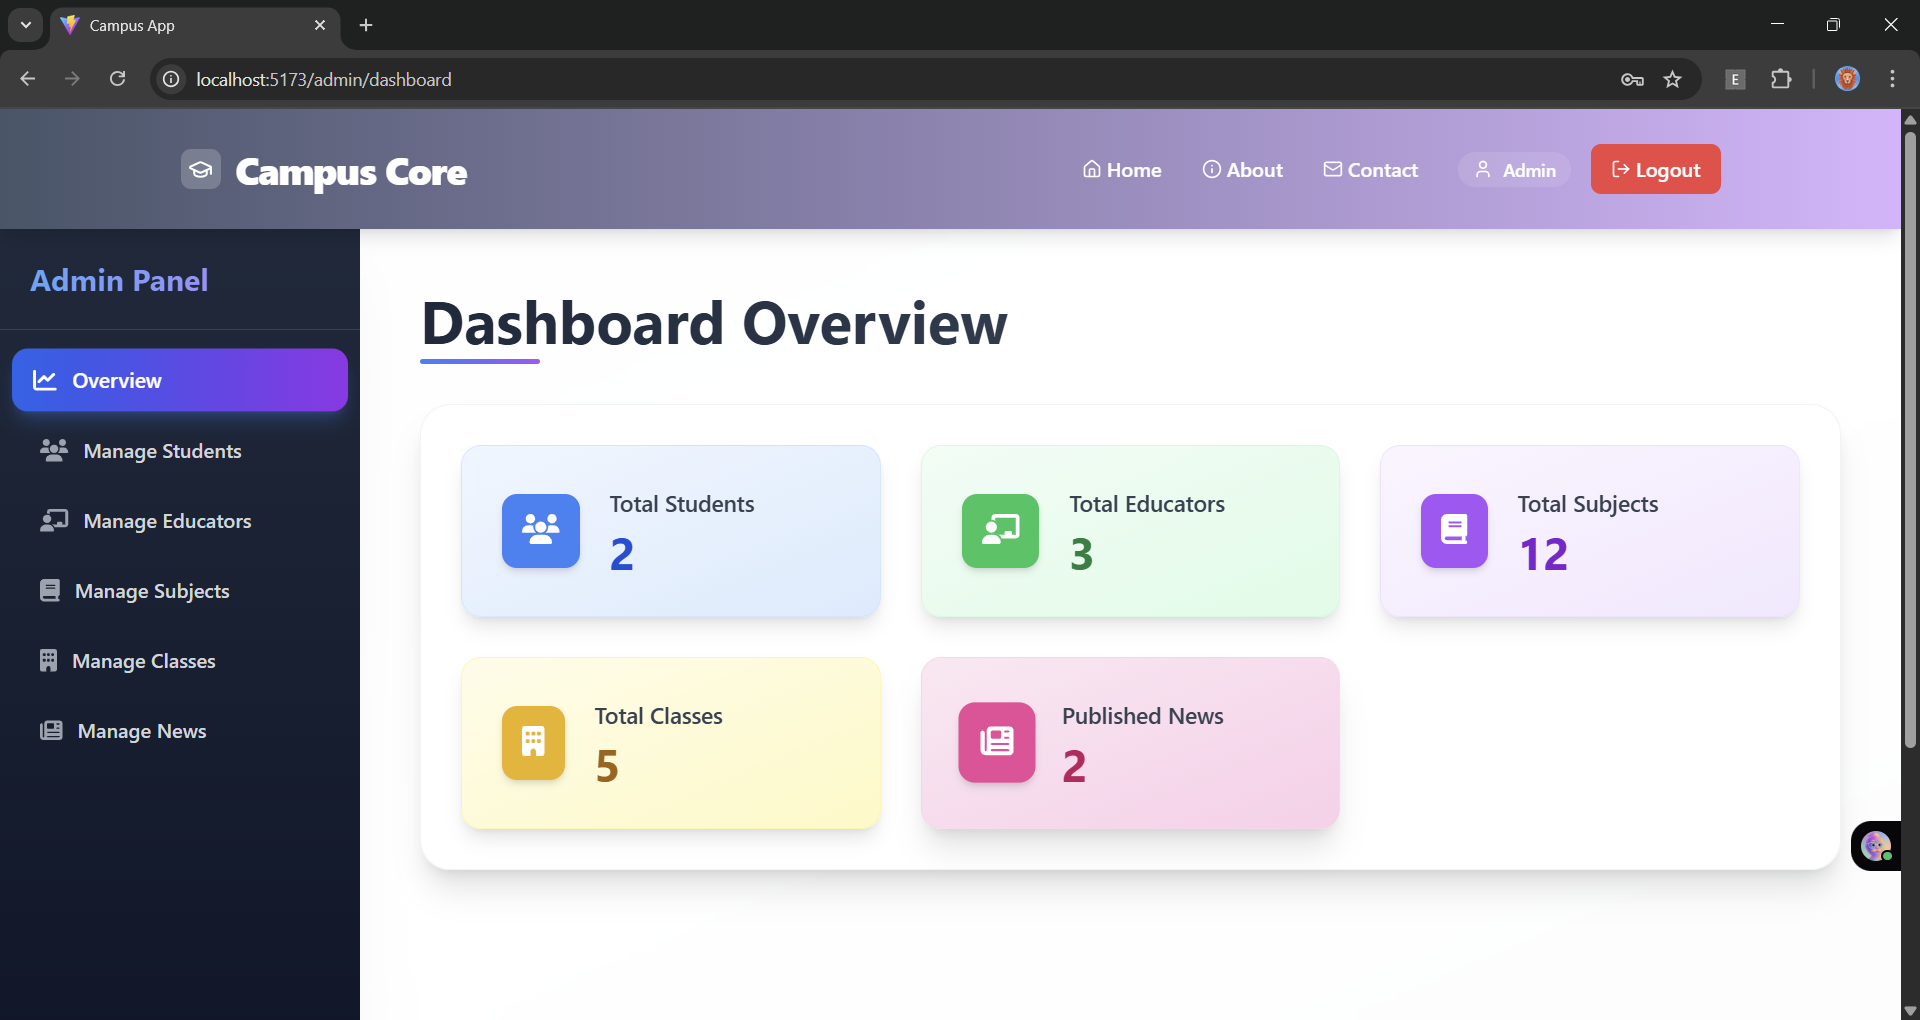 Campus App
localhost:5173/admin/dashboard
E
Campus Core
Home
About
Contact
Admin
Logout
Admin Panel
Overview
Manage Students
Manage Educators
Manage Subjects
Manage Classes
Manage News
Dashboard Overview
Total Students
2
Total Educators
3
Total Subjects
12
Total Classes
5
Published News
2